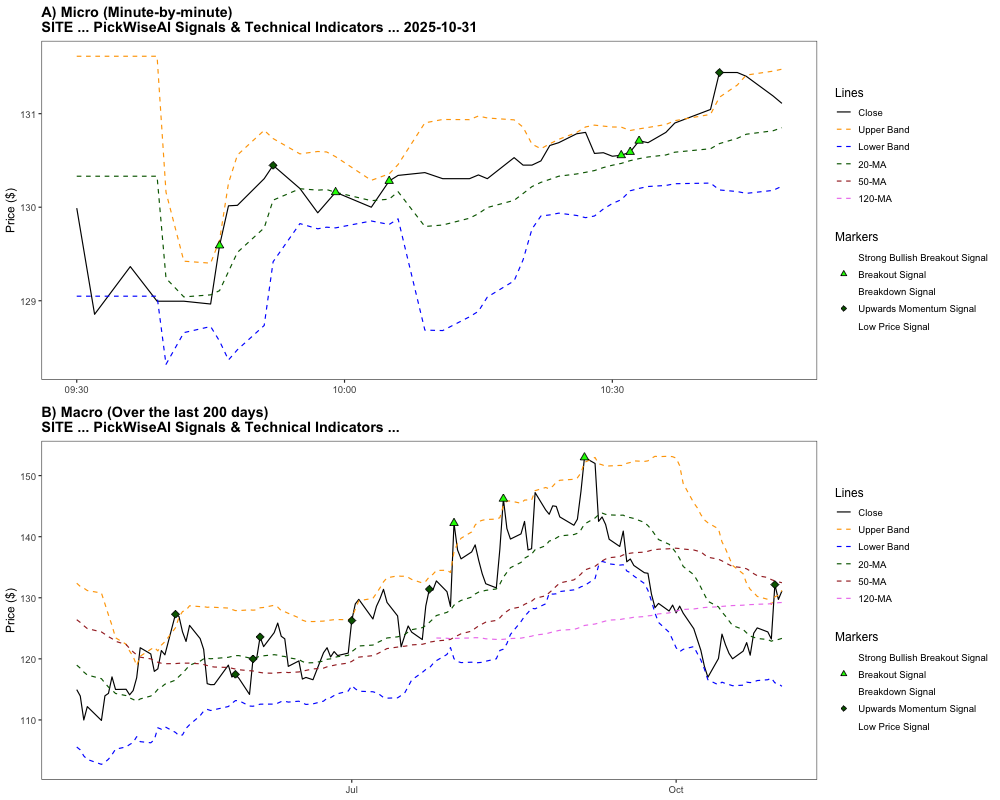 A) Micro (Minute-by-minute)
SITE ... PickWiseAI Signals & Technical Indicators ... 2025-10-31
Price ($)
131
130
129
09:30
10:00
10:30
Lines
Close
Upper Band
Lower Band
20-MA
50-MA
120-MA
Markers
Strong Bullish Breakout Signal
Breakout Signal
Breakdown Signal
Upwards Momentum Signal
Low Price Signal
B) Macro (Over the last 200 days)
SITE ... PickWiseAI Signals & Technical Indicators ...
Price ($)
150
140
130
120
110
Jul
Oct
Lines
Close
Upper Band
Lower Band
20-MA
50-MA
120-MA
Markers
Strong Bullish Breakout Signal
Breakout Signal
Breakdown Signal
Upwards Momentum Signal
Low Price Signal